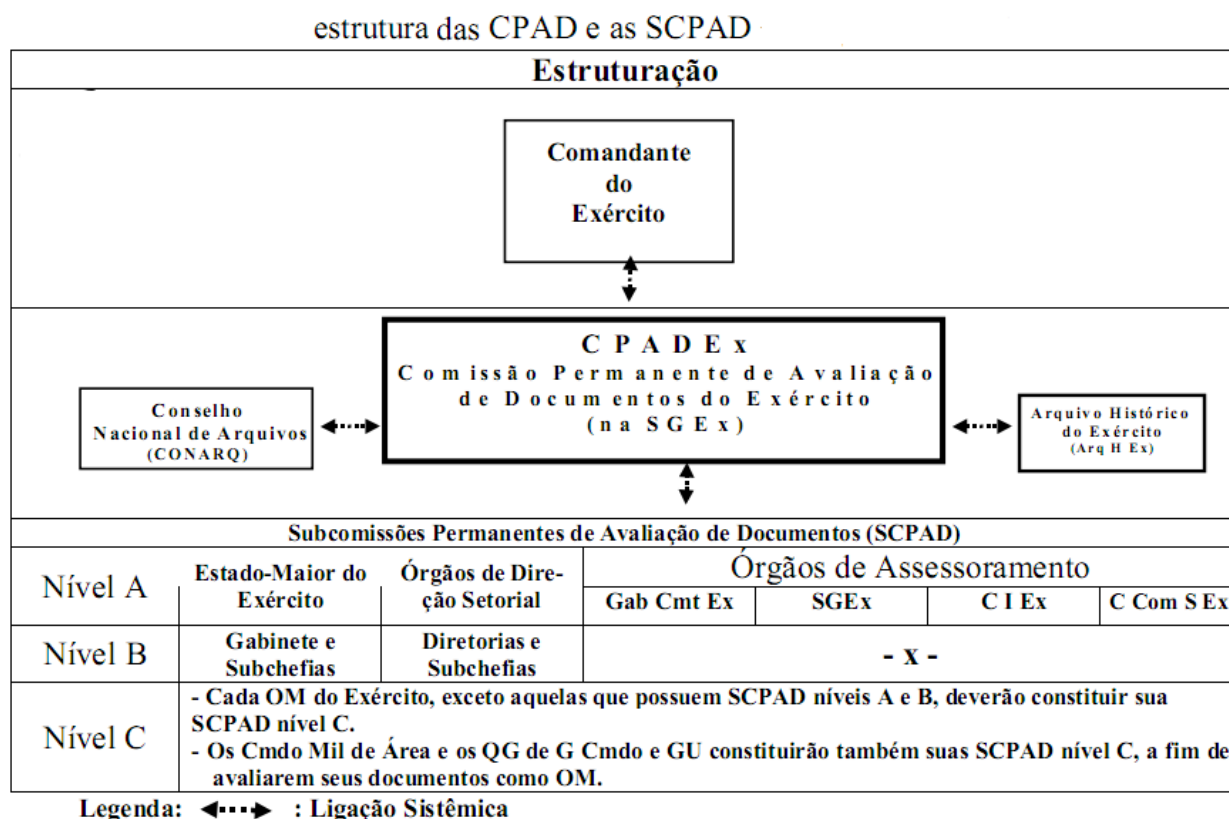 estrutura das CPAD e as SCPAD
Estruturação
Comandante
do
Exército
CPADEx
Comissão Permanente de Avaliação
de Documentos do Exército
(na SGEx)
Conselho
Nacional de Arquivos
(CONARQ)
Arquivo Histórico
do Exército
(Arq H Ex)
Subcomissões Permanentes de Avaliação de Documentos (SCPAD)
Nível A
Estado-Maior do
Exército
Órgãos de Dire-
ção Setorial
Órgãos de Assessoramento
Gab Cmt Ex
SGEx
C I Ex
C Com S Ex
Nível B
Gabinete e
Subchefias
Diretorias e
Subchefias
- x -
Nível C
- Cada OM do Exército, exceto aquelas que possuem SCPAD níveis A e B, deverão constituir sua
SCPAD nível C.
- Os Cmdo Mil de Área e os QG de G Cmdo e GU constituirão também suas SCPAD nível C, a fim de
avaliarem seus documentos como OM.
Legenda: : Ligação Sistêmica